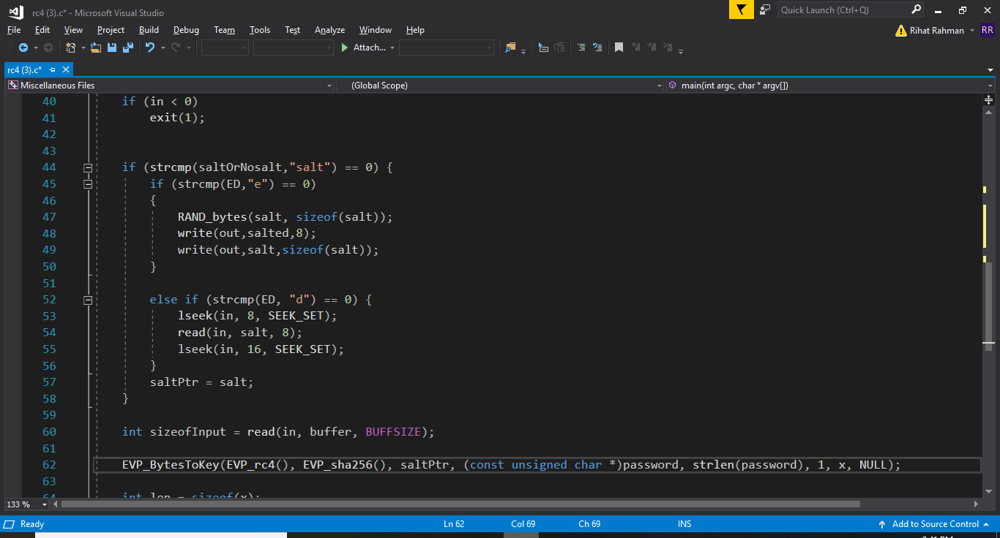 rc4 (3).c* - Microsoft Visual Studio
Quick Launch (Ctrl+Q)
File Edit View Project Build Debug Team Tools Test Analyze Window Help
Rihat Rahman RR
Attach...
rc4 (3).c*
Miscellaneous Files (Global Scope) main(int argc, char * argv[])
40 if (in < 0)
41 exit(1);
42
43
44 if (strcmp(saltOrNosalt,"salt") == 0) {
45 if (strcmp(ED,"e") == 0)
46 {
47 RAND_bytes(salt, sizeof(salt));
48 write(out,salted,8);
49 write(out,salt,sizeof(salt));
50 }
51
52 else if (strcmp(ED, "d") == 0) {
53 lseek(in, 8, SEEK_SET);
54 read(in, salt, 8);
55 lseek(in, 16, SEEK_SET);
56 }
57 saltPtr = salt;
58 }
59
60 int sizeofInput = read(in, buffer, BUFFSIZE);
61
62 EVP_BytesToKey(EVP_rc4(), EVP_sha256(), saltPtr, (const unsigned char *)password, strlen(password), 1, x, NULL);
63
64 int len = sizeof(x);
133 %
Ready Ln 62 Col 69 Ch 69 INS Add to Source Control